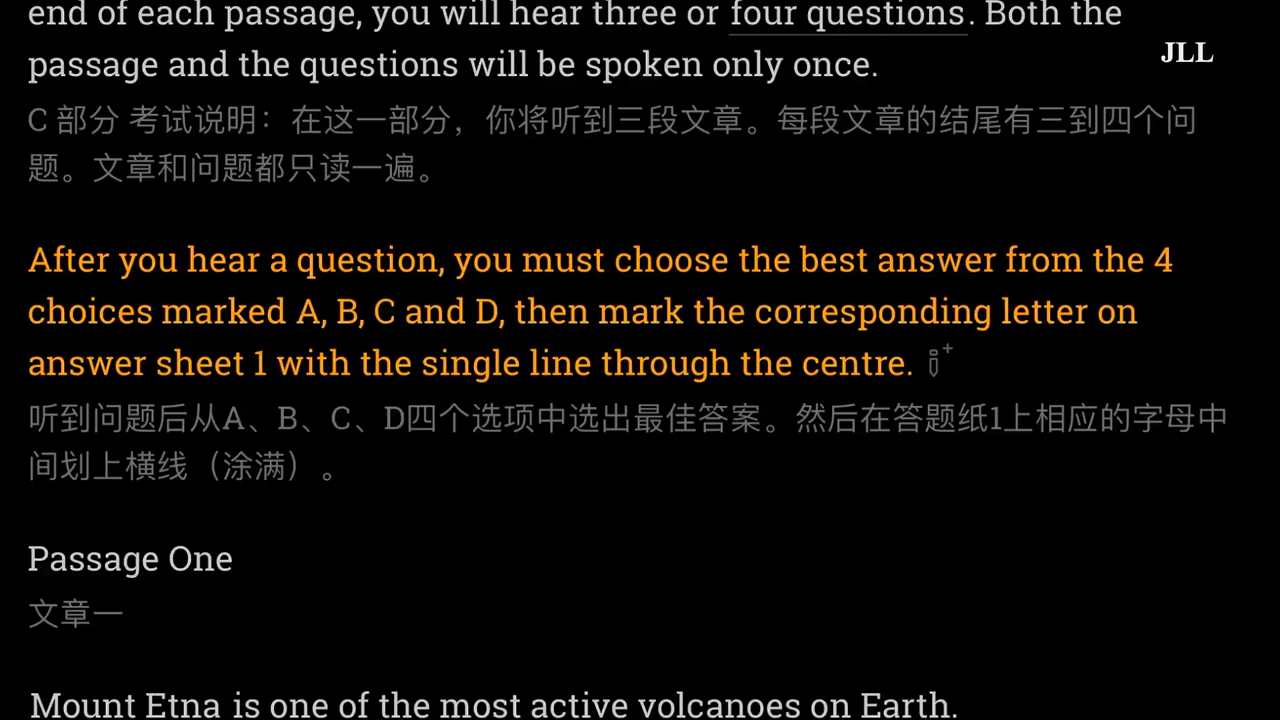 end of each passage, you will hear three or four questions. Both the
JLL
passage and the questions will be spoken only once.
C 部分 考试说明：在这一部分，你将听到三段文章。每段文章的结尾有三到四个问
题。文章和问题都只读一遍。
After you hear a question, you must choose the best answer from the 4
choices marked A, B, C and D, then mark the corresponding letter on
answer sheet 1 with the single line through the centre.
听到问题后从A、B、C、D四个选项中选出最佳答案。然后在答题纸1上相应的字母中
间划上横线（涂满）。
Passage One
文章一
Mount Etna is one of the most active volcanoes on Earth.